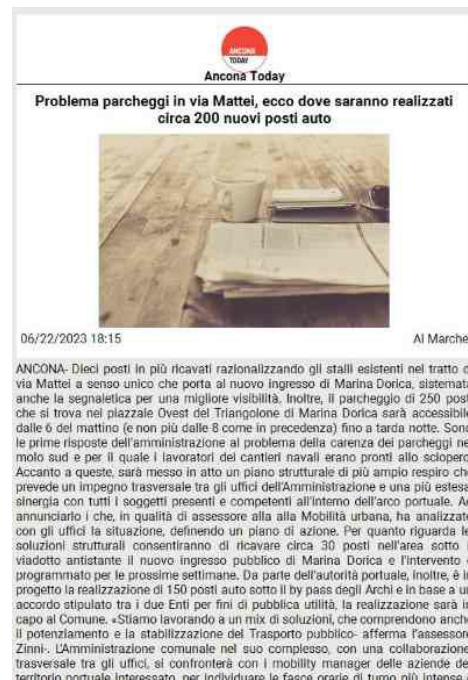 ANCONA
TODAY
Ancona Today
Problema parcheggi in via Mattei, ecco dove saranno realizzati
circa 200 nuovi posti auto
06/22/2023 18:15
Al Marche
ANCONA- Dieci posti in più ricavati razionalizzando gli stalli esistenti nel tratto d
via Mattei a senso unico che porta al nuovo ingresso di Marina Dorica, sistemata
anche la segnaletica per una migliore visibilità. Inoltre, il parcheggio di 250 post
che si trova nel piazzale Ovest del Triangolone di Marina Dorica sarà accessibile
dalle 6 del mattino (e non più dalle 8 come in precedenza) fino a tarda notte. Sono
le prime risposte dell'amministrazione al problema della carenza dei parcheggi ne
molo sud e per il quale i lavoratori dei cantieri navali erano pronti allo sciopero
Accanto a queste, sarà messo in atto un piano strutturale di più ampio respiro che
prevede un impegno trasversale tra gli uffici dell'Amministrazione e una più estesa
sinergia con tutti i soggetti presenti e competenti all'interno dell'arco portuale. Ad
annunciarlo i che, in qualità di assessore alla alla Mobilità urbana, ha analizzato
con gli uffici la situazione, definendo un piano di azione. Per quanto riguarda le
soluzioni strutturali consentiranno di ricavare circa 30 posti nell'area sotto i
viadotto antistante il nuovo ingresso pubblico di Marina Dorica e l'intervento è
programmato per le prossime settimane. Da parte dell'autorità portuale, inoltre, è in
progetto la realizzazione di 150 posti auto sotto il by pass degli Archi e in base a un
accordo stipulato tra i due Enti per fini di pubblica utilità, la realizzazione sarà in
capo al Comune. «Stiamo lavorando a un mix di soluzioni, che comprendono anche
il potenziamento e la stabilizzazione del Trasporto pubblico- afferma l'assessore
Zinni-. L'Amministrazione comunale nel suo complesso, con una collaborazione
trasversale tra gli uffici, si confronterà con i mobility manager delle aziende del
territorio portuale interessato, per individuare le fasce orarie di turno più intense e